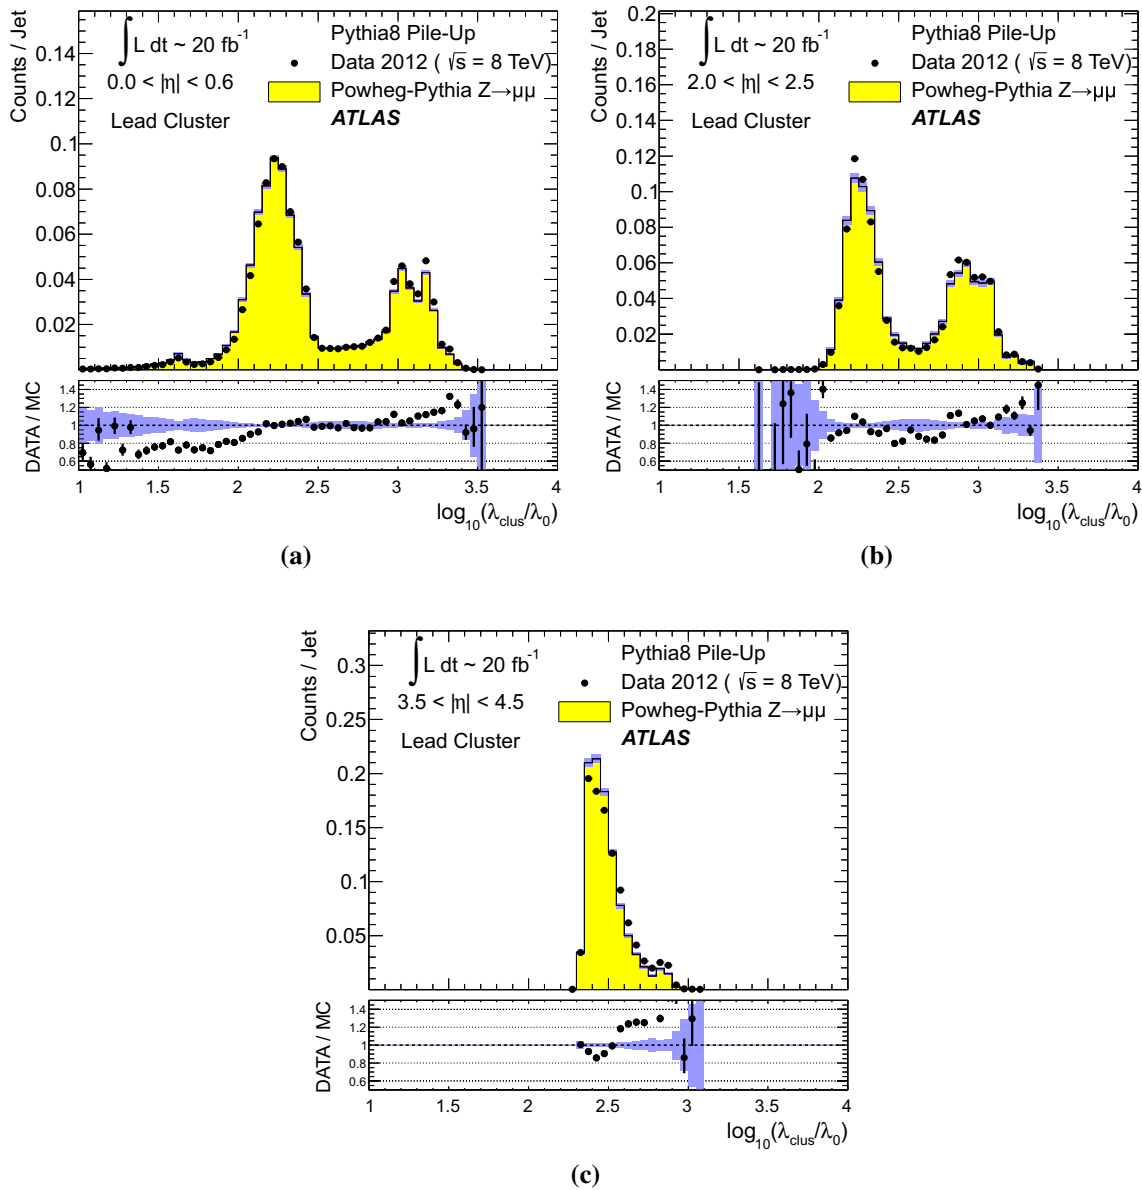 Counts / Jet
0.14
0.12
0.1
0.08
0.06
0.04
0.02
∫ L dt ~ 20 fb⁻¹
0.0 < |η| < 0.6
Lead Cluster
Pythia8 Pile-Up
Data 2012 ( √s = 8 TeV)
Powheg-Pythia Z→μμ
ATLAS
DATA / MC
1.4
1.2
1
0.8
0.6
1 1.5 2 2.5 3 3.5 4
log₁₀(λclus/λ₀)
(a)
Counts / Jet
0.2
0.18
0.16
0.14
0.12
0.1
0.08
0.06
0.04
0.02
∫ L dt ~ 20 fb⁻¹
2.0 < |η| < 2.5
Lead Cluster
Pythia8 Pile-Up
Data 2012 ( √s = 8 TeV)
Powheg-Pythia Z→μμ
ATLAS
DATA / MC
1.4
1.2
1
0.8
0.6
1 1.5 2 2.5 3 3.5 4
log₁₀(λclus/λ₀)
(b)
Counts / Jet
0.3
0.25
0.2
0.15
0.1
0.05
∫ L dt ~ 20 fb⁻¹
3.5 < |η| < 4.5
Lead Cluster
Pythia8 Pile-Up
Data 2012 ( √s = 8 TeV)
Powheg-Pythia Z→μμ
ATLAS
DATA / MC
1.4
1.2
1
0.8
0.6
1 1.5 2 2.5 3 3.5 4
log₁₀(λclus/λ₀)
(c)